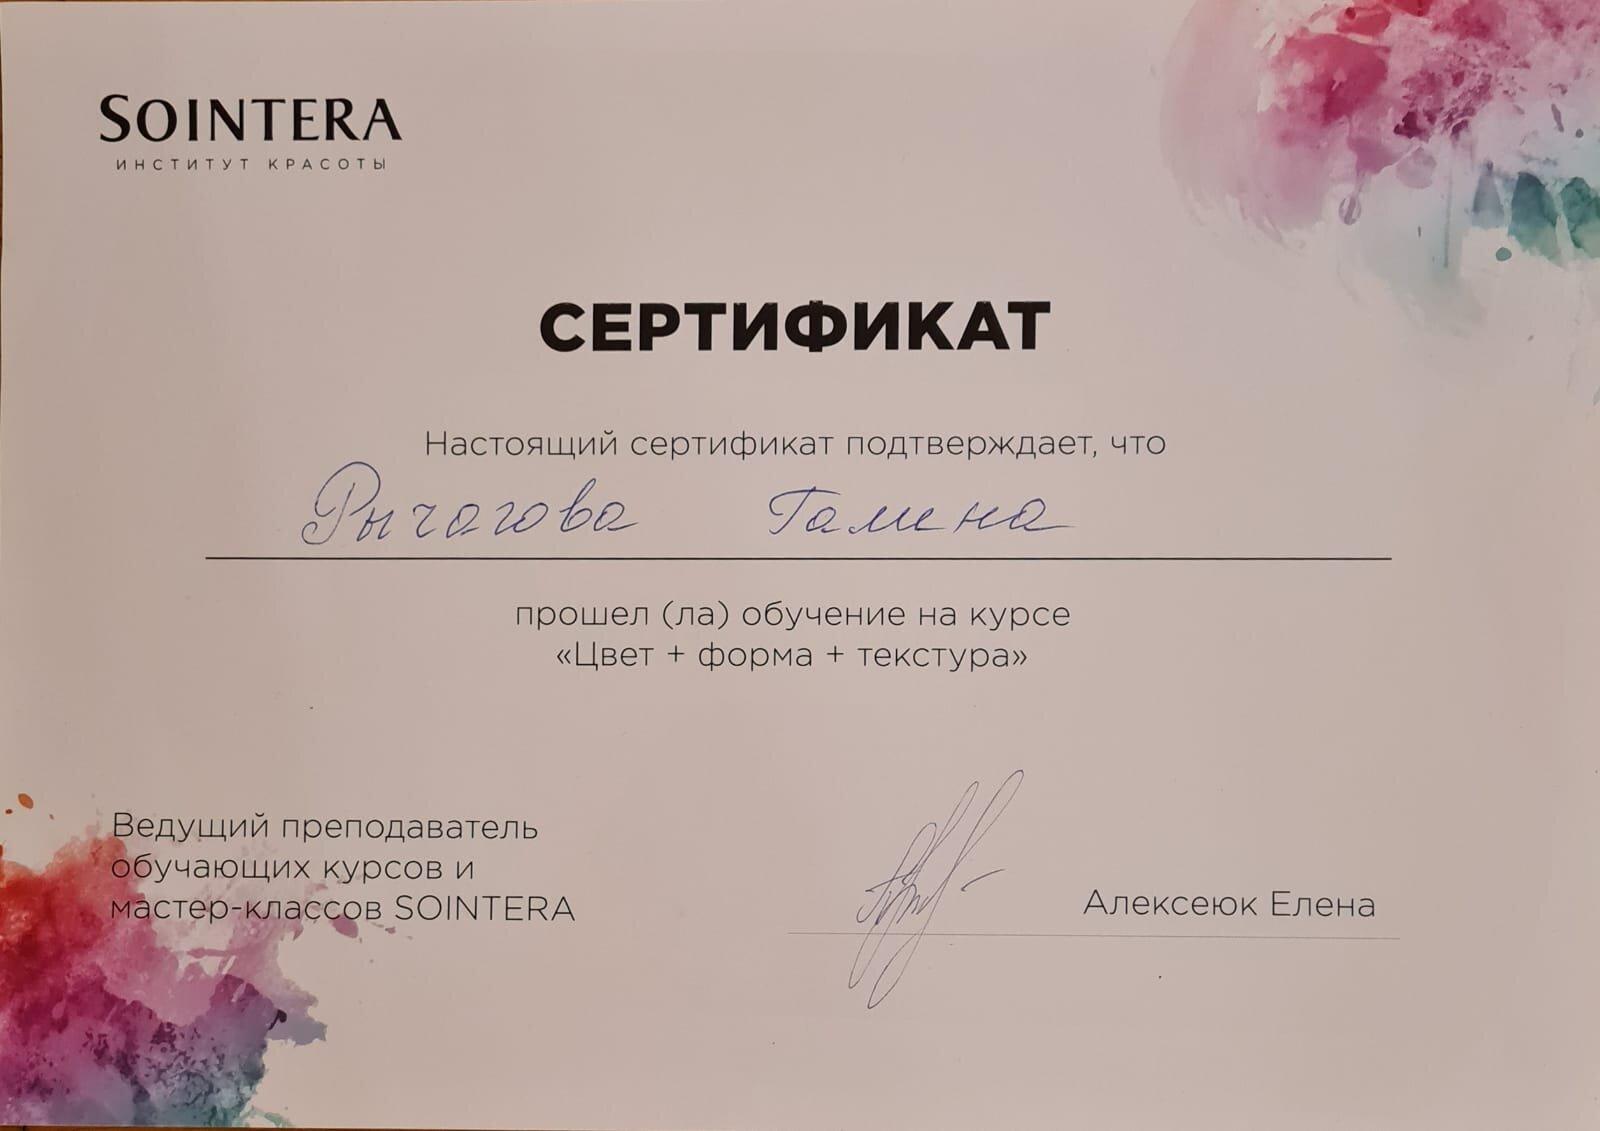 SOINTERA
ИНСТИТУТ КРАСОТЫ
СЕРТИФИКАТ
Настоящий сертификат подтверждает, что
Рычагова Галина
прошел (ла) обучение на курсе
«Цвет + форма + текстура»
Ведущий преподаватель
обучающих курсов и
мастер-классов SOINTERA
Алексеюк Елена